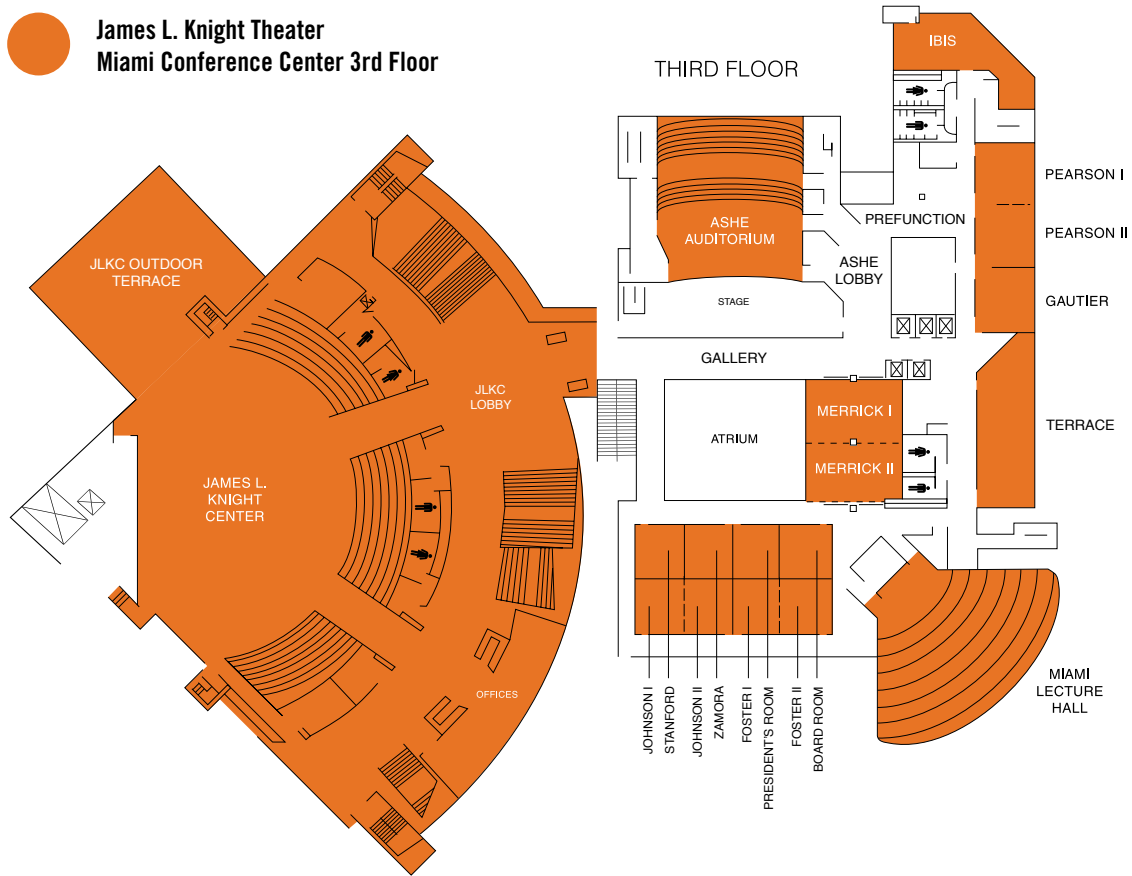 James L. Knight Theater
Miami Conference Center 3rd Floor
THIRD FLOOR
IBIS
PEARSON I
PEARSON II
GAUTIER
TERRACE
PREFUNCTION
ASHE
AUDITORIUM
ASHE
LOBBY
STAGE
GALLERY
ATRIUM
MERRICK I
MERRICK II
JLKC OUTDOOR
TERRACE
JLKC
LOBBY
JAMES L.
KNIGHT
CENTER
OFFICES
JOHNSON I
STANFORD
JOHNSON II
ZAMORA
FOSTER I
PRESIDENT'S ROOM
FOSTER II
BOARD ROOM
MIAMI
LECTURE
HALL